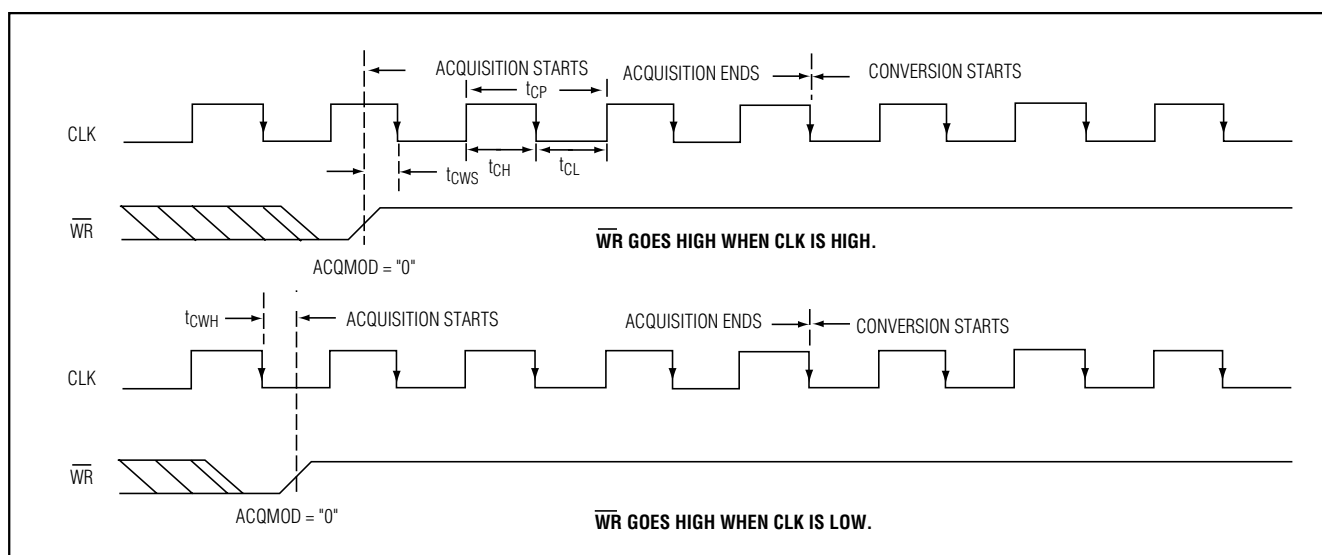 ACQUISITION STARTS
ACQUISITION ENDS
CONVERSION STARTS
tCP
CLK
tCWS
tCH
tCL
WR
WR GOES HIGH WHEN CLK IS HIGH.
ACQMOD = "0"
tCWH
ACQUISITION STARTS
ACQUISITION ENDS
CONVERSION STARTS
CLK
WR
ACQMOD = "0"
WR GOES HIGH WHEN CLK IS LOW.